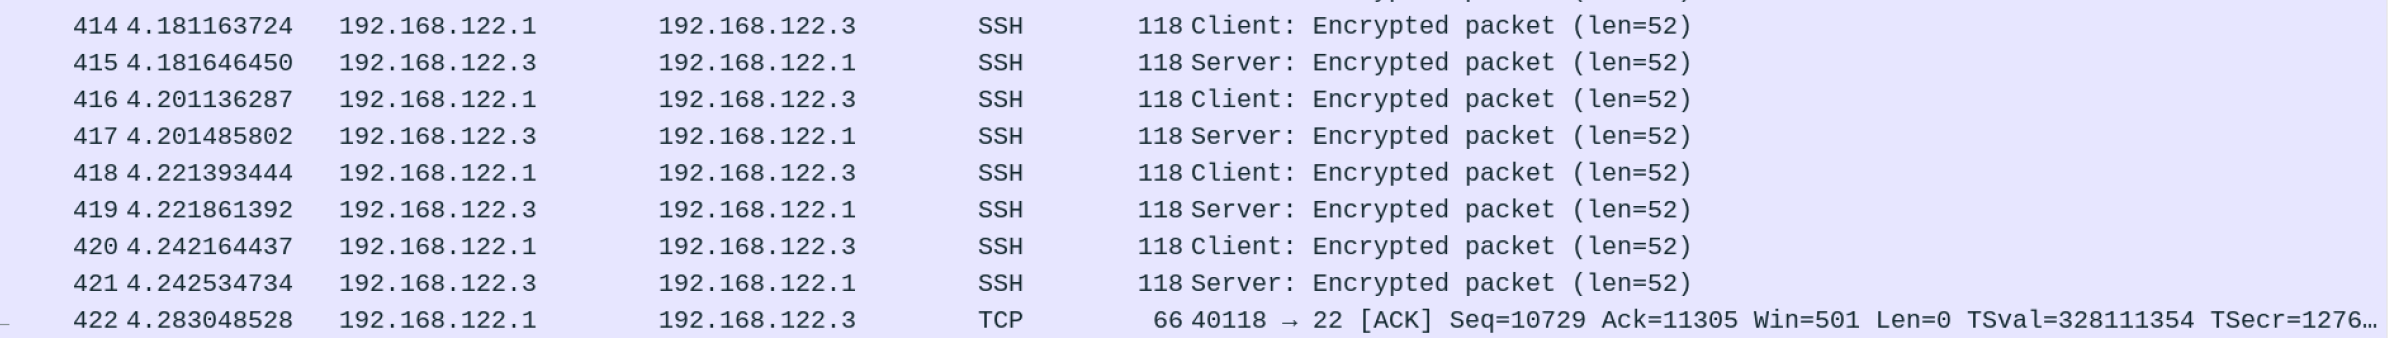 414 4.181163724 192.168.122.1 192.168.122.3 SSH 118 Client: Encrypted packet (len=52)
415 4.181646450 192.168.122.3 192.168.122.1 SSH 118 Server: Encrypted packet (len=52)
416 4.201136287 192.168.122.1 192.168.122.3 SSH 118 Client: Encrypted packet (len=52)
417 4.201485802 192.168.122.3 192.168.122.1 SSH 118 Server: Encrypted packet (len=52)
418 4.221393444 192.168.122.1 192.168.122.3 SSH 118 Client: Encrypted packet (len=52)
419 4.221861392 192.168.122.3 192.168.122.1 SSH 118 Server: Encrypted packet (len=52)
420 4.242164437 192.168.122.1 192.168.122.3 SSH 118 Client: Encrypted packet (len=52)
421 4.242534734 192.168.122.3 192.168.122.1 SSH 118 Server: Encrypted packet (len=52)
422 4.283048528 192.168.122.1 192.168.122.3 TCP 66 40118 → 22 [ACK] Seq=10729 Ack=11305 Win=501 Len=0 TSval=328111354 TSecr=1276…